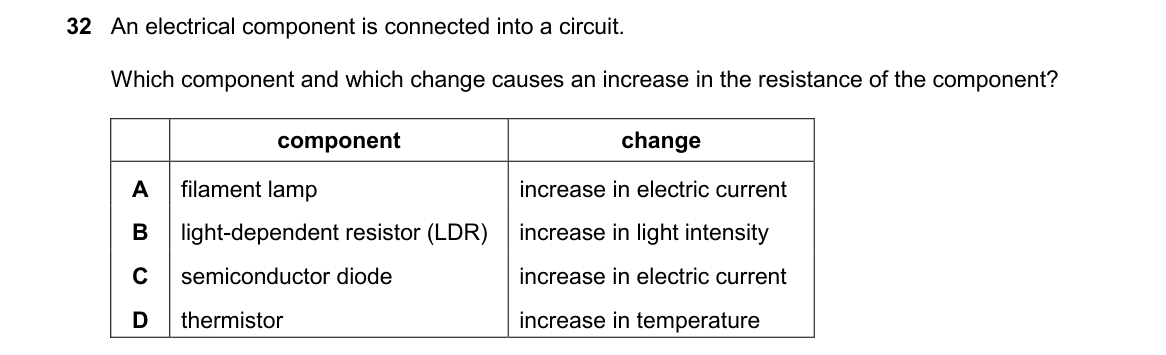 32 An electrical component is connected into a circuit.
Which component and which change causes an increase in the resistance of the component?
component change
A filament lamp increase in electric current
B light-dependent resistor (LDR) increase in light intensity
C semiconductor diode increase in electric current
D thermistor increase in temperature